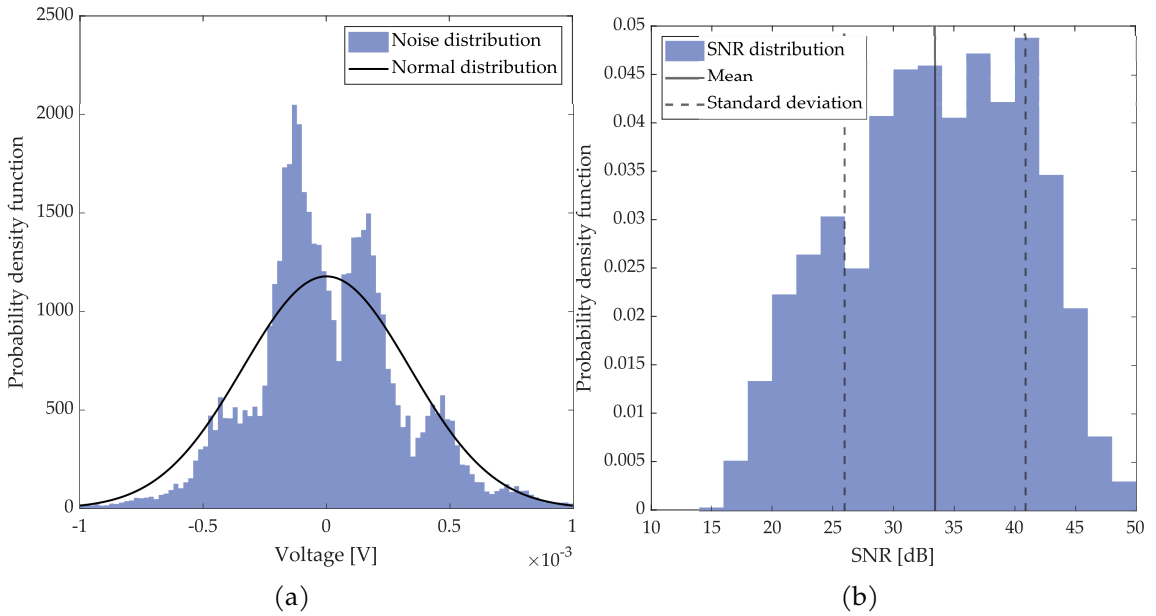 2500
2000
1500
1000
500
0
Probability density function
Noise distribution
Normal distribution
-1
-0.5
0
0.5
1
Voltage [V]
×10-3
(a)
0.05
0.045
0.04
0.035
0.03
0.025
0.02
0.015
0.01
0.005
0
Probability density function
SNR distribution
Mean
Standard deviation
10
15
20
25
30
35
40
45
50
SNR [dB]
(b)